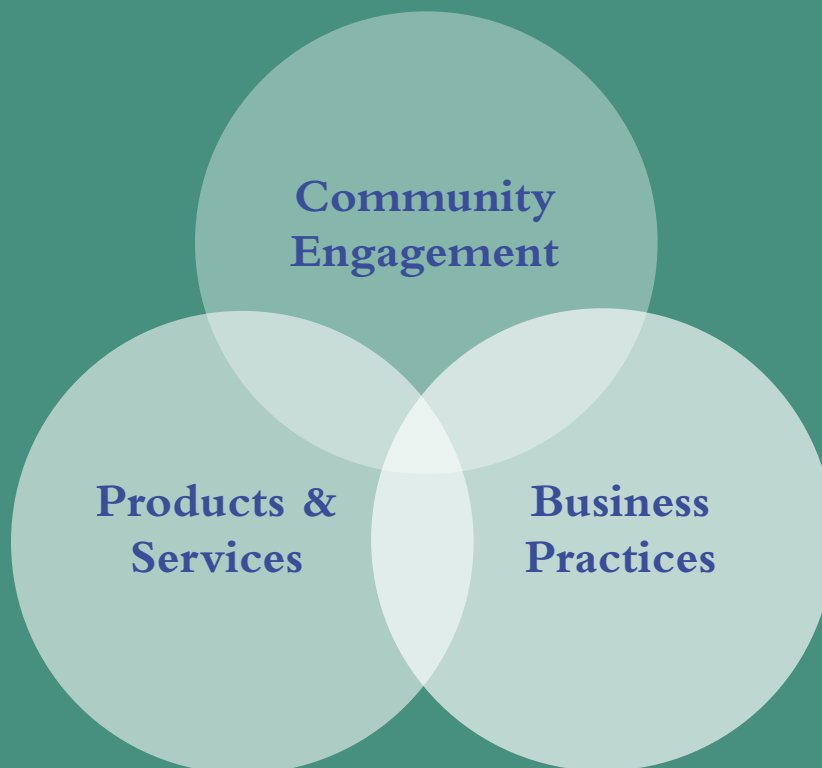 Community
Engagement
Products &
Services
Business
Practices